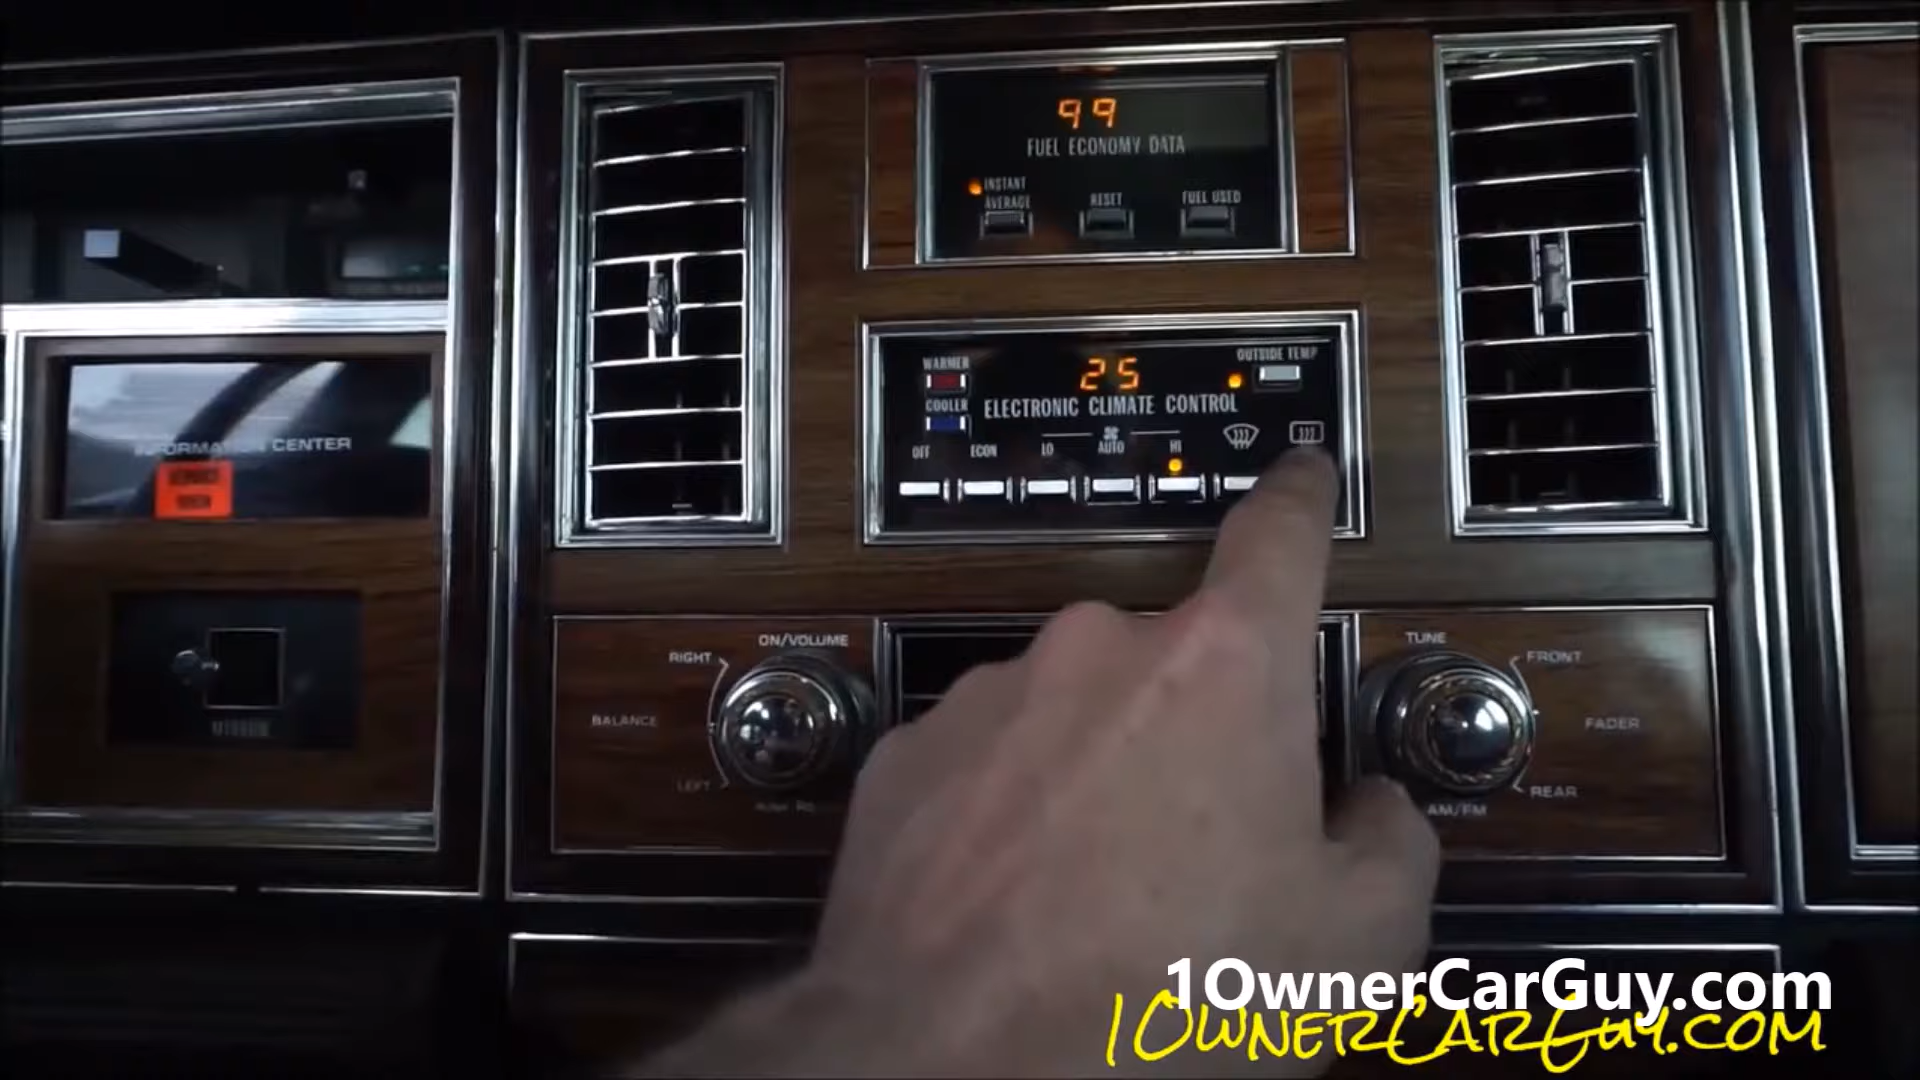 99
FUEL ECONOMY DATA
INSTANT
AVERAGE
RESET
FUEL USED
WARMER
25
OUTSIDE TEMP
COOLER
ELECTRONIC CLIMATE CONTROL
OFF
ECON
LO
AUTO
HI
INFORMATION CENTER
MIRROR
ON/VOLUME
RIGHT
BALANCE
LEFT
TUNE
FRONT
FADER
REAR
AM/FM
1OwnerCarGuy.com
1OwnerCarGuy.com